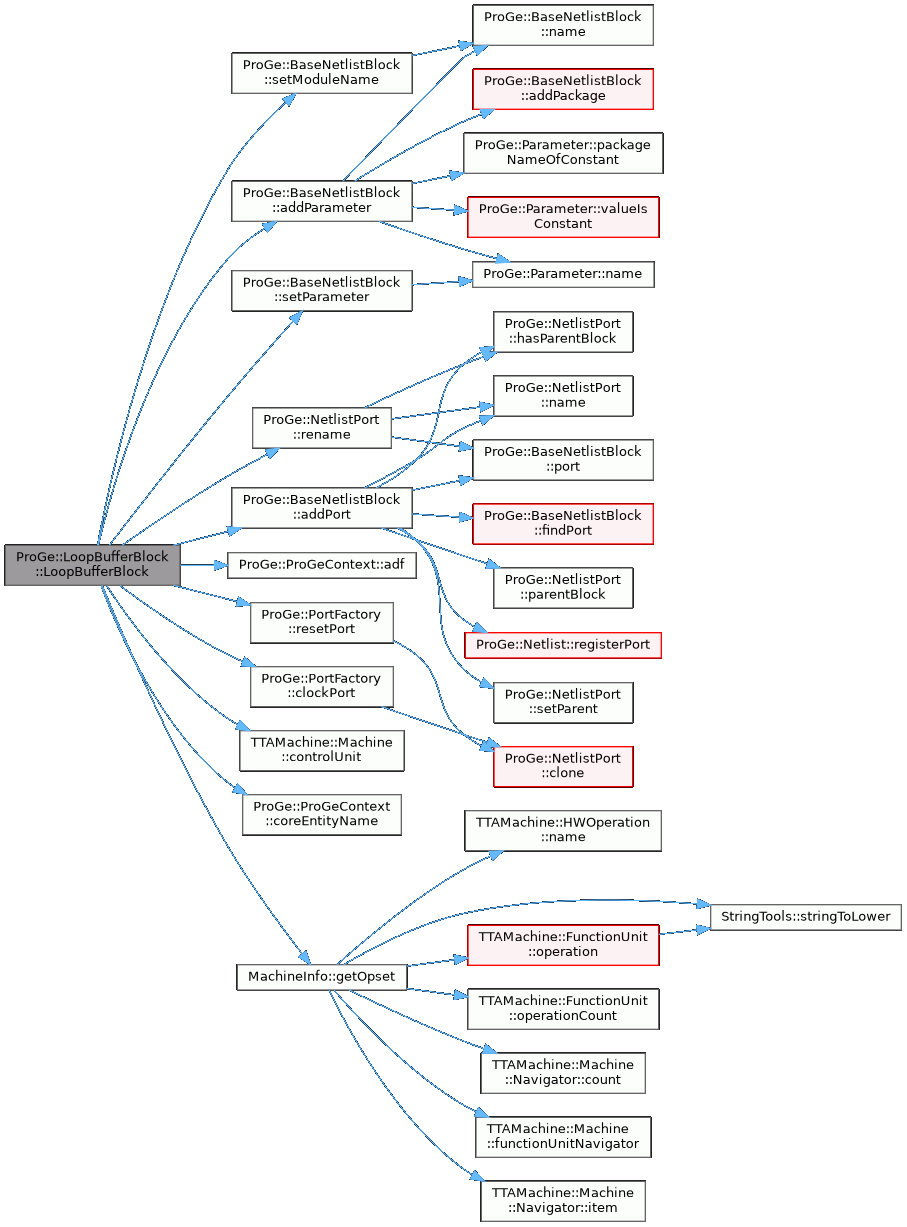 ProGe::BaseNetlistBlock
::name
ProGe::BaseNetlistBlock
::setModuleName
ProGe::BaseNetlistBlock
::addPackage
ProGe::Parameter::package
NameOfConstant
ProGe::BaseNetlistBlock
::addParameter
ProGe::Parameter::valueIs
Constant
ProGe::Parameter::name
ProGe::BaseNetlistBlock
::setParameter
ProGe::NetlistPort
::hasParentBlock
ProGe::NetlistPort
::name
ProGe::NetlistPort
::rename
ProGe::BaseNetlistBlock
::port
ProGe::BaseNetlistBlock
::addPort
ProGe::BaseNetlistBlock
::findPort
ProGe::LoopBufferBlock
::LoopBufferBlock
ProGe::ProGeContext::adf
ProGe::NetlistPort
::parentBlock
ProGe::PortFactory
::resetPort
ProGe::Netlist::registerPort
ProGe::PortFactory
::clockPort
ProGe::NetlistPort
::setParent
TTAMachine::Machine
::controlUnit
ProGe::NetlistPort
::clone
ProGe::ProGeContext
::coreEntityName
TTAMachine::HWOperation
::name
StringTools::stringToLower
TTAMachine::FunctionUnit
::operation
MachineInfo::getOpset
TTAMachine::FunctionUnit
::operationCount
TTAMachine::Machine
::Navigator::count
TTAMachine::Machine
::functionUnitNavigator
TTAMachine::Machine
::Navigator::item